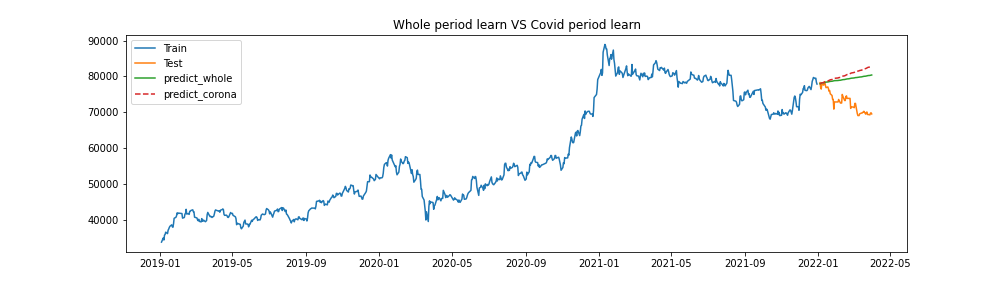 Whole period learn VS Covid period learn
90000
80000
70000
60000
50000
40000
Train
Test
predict_whole
predict_corona
2019-01 2019-05 2019-09 2020-01 2020-05 2020-09 2021-01 2021-05 2021-09 2022-01 2022-05